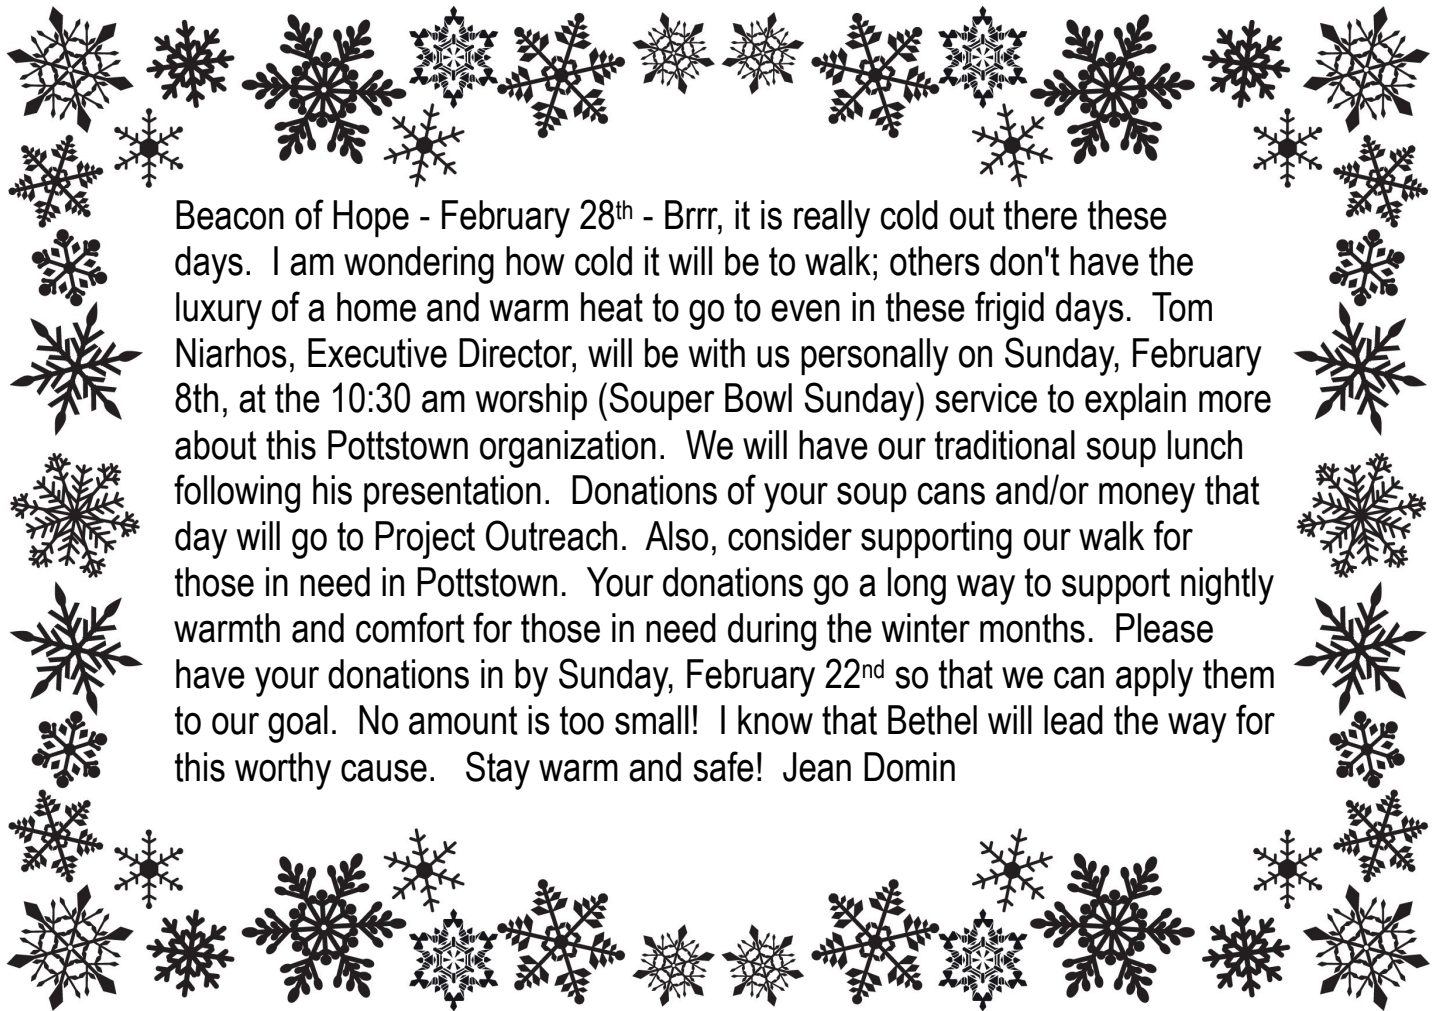 Beacon of Hope - February 28th - Brrr, it is really cold out there these
days.  I am wondering how cold it will be to walk; others don't have the
luxury of a home and warm heat to go to even in these frigid days.  Tom
Niarhos, Executive Director, will be with us personally on Sunday, February
8th, at the 10:30 am worship (Souper Bowl Sunday) service to explain more
about this Pottstown organization.  We will have our traditional soup lunch
following his presentation.  Donations of your soup cans and/or money that
day will go to Project Outreach.  Also, consider supporting our walk for
those in need in Pottstown.  Your donations go a long way to support nightly
warmth and comfort for those in need during the winter months.  Please
have your donations in by Sunday, February 22nd so that we can apply them
to our goal.  No amount is too small!  I know that Bethel will lead the way for
this worthy cause.   Stay warm and safe!  Jean Domin